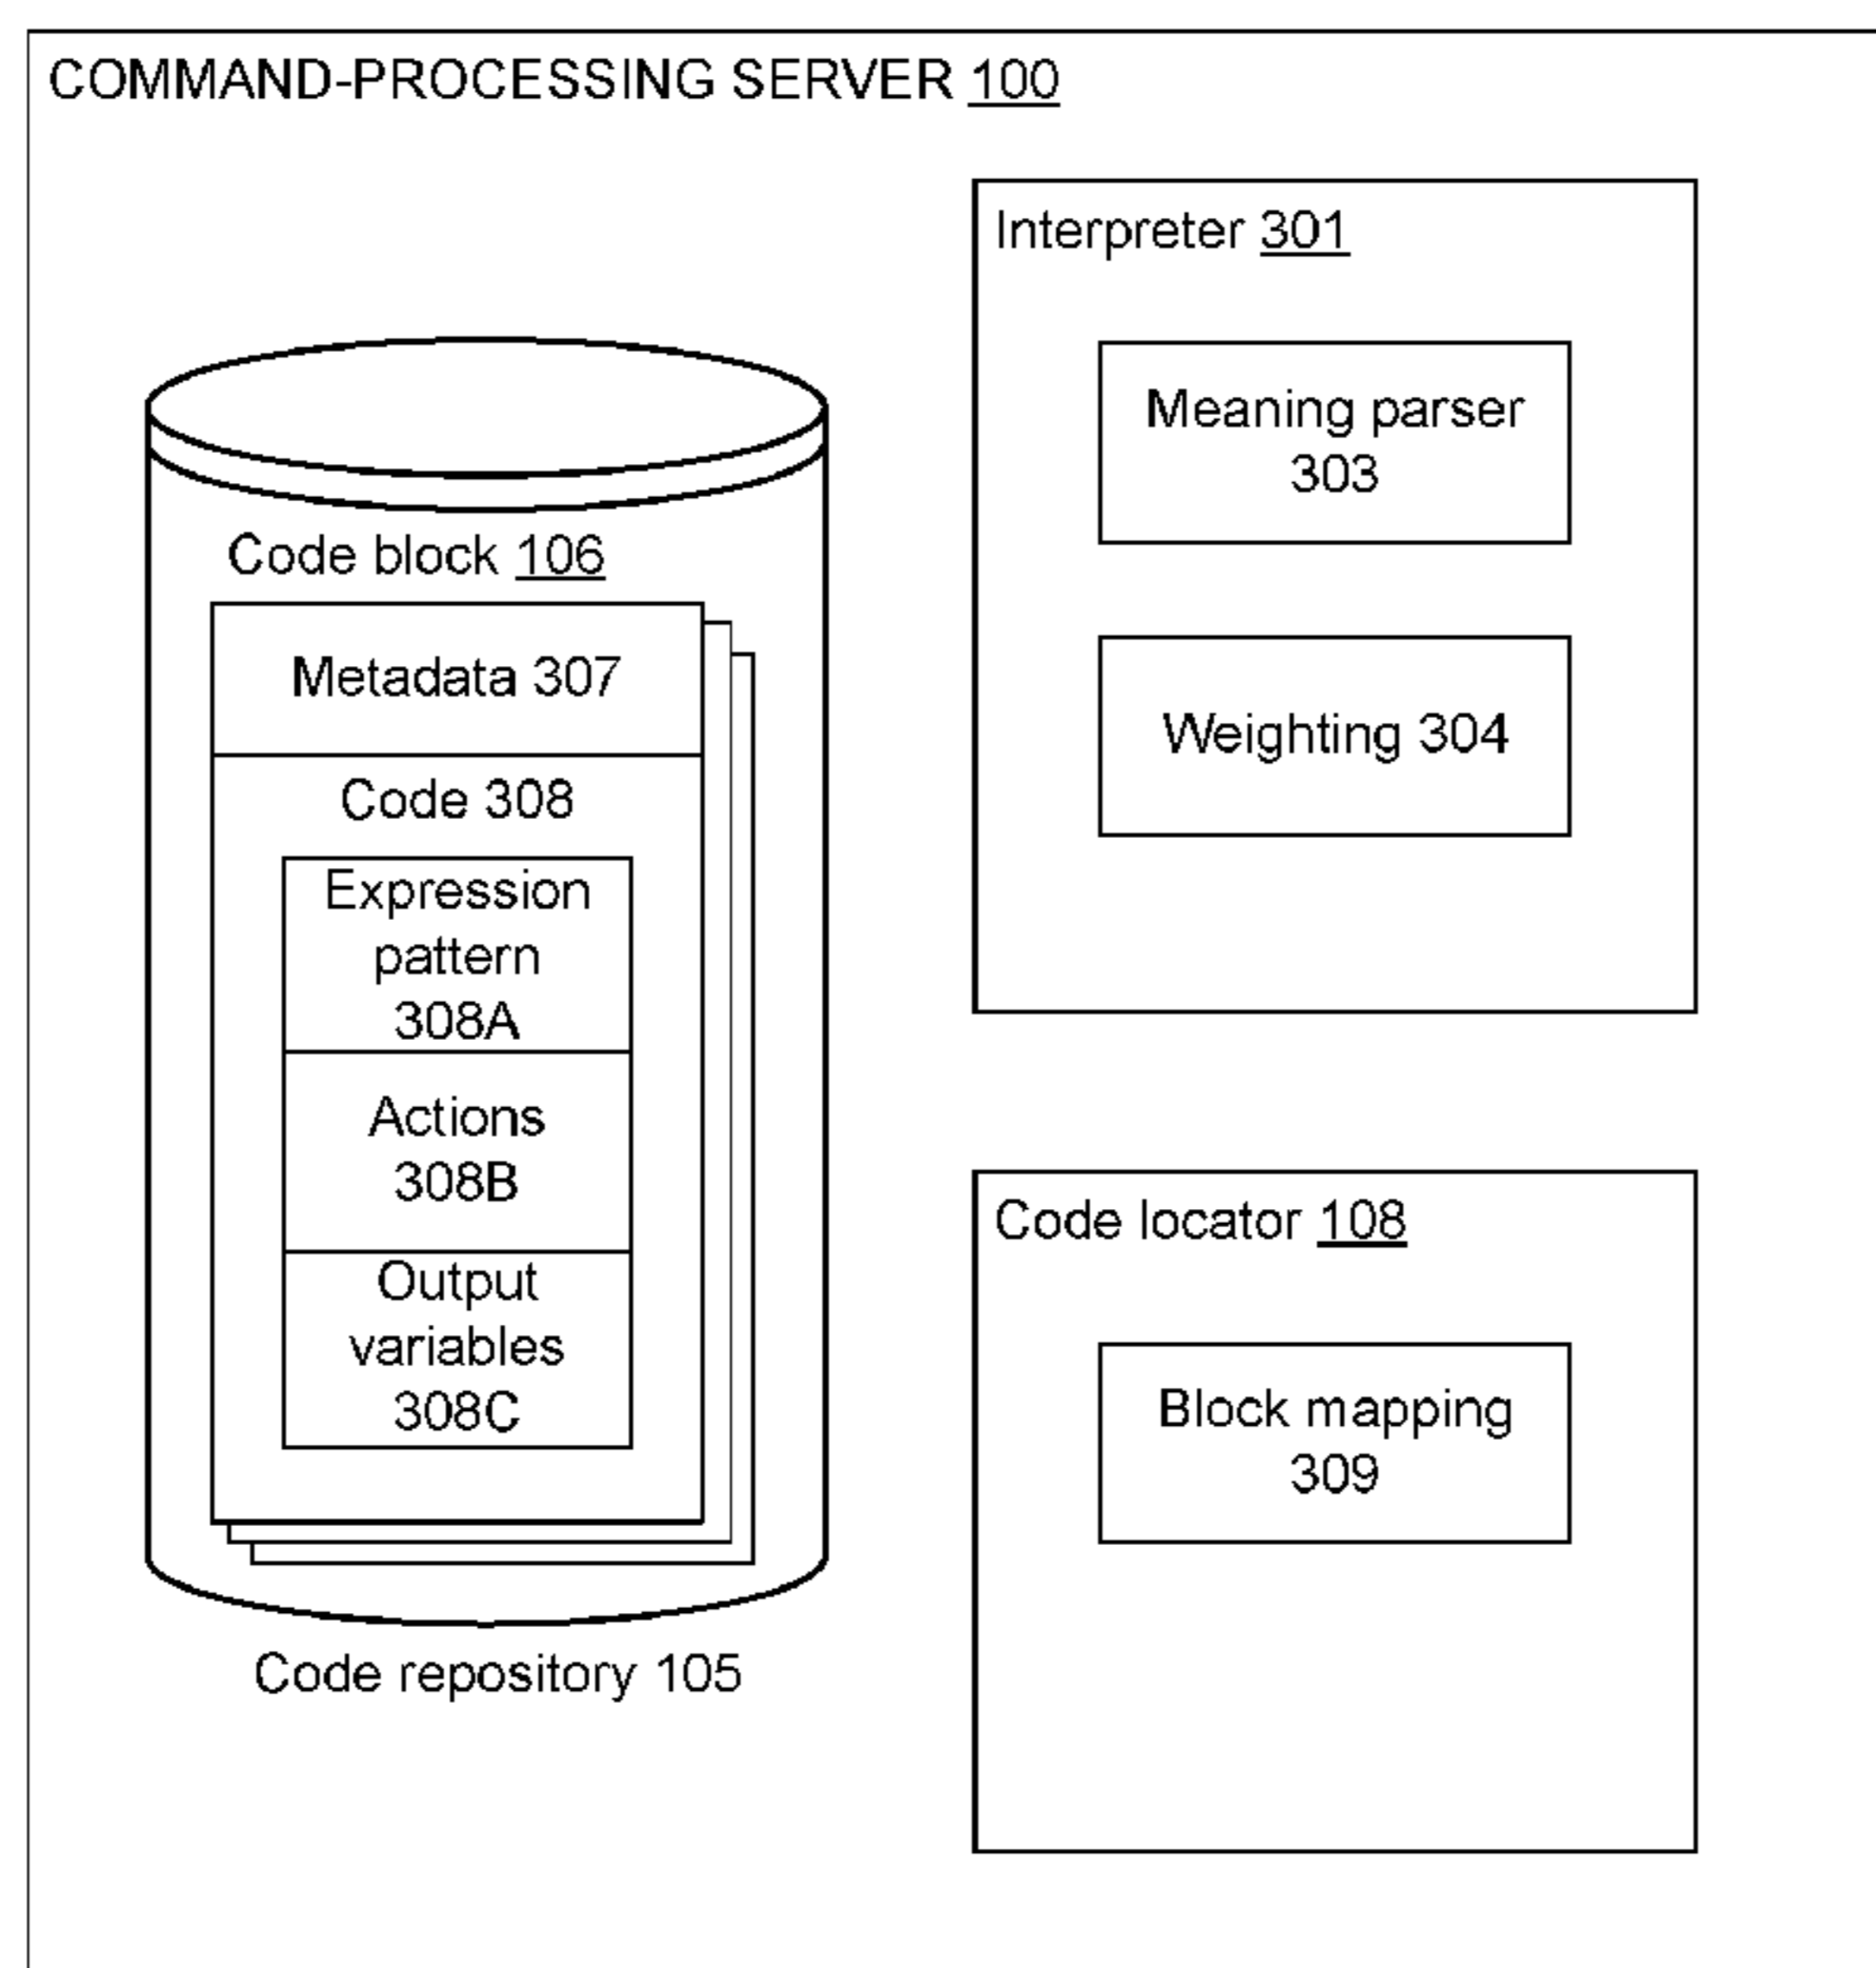 COMMAND-PROCESSING SERVER 100
Code block 106
Metadata 307
Code 308
Expression
pattern
308A
Actions
308B
Output
variables
308C
Code repository 105
Interpreter 301
Meaning parser
303
Weighting 304
Code locator 108
Block mapping
309